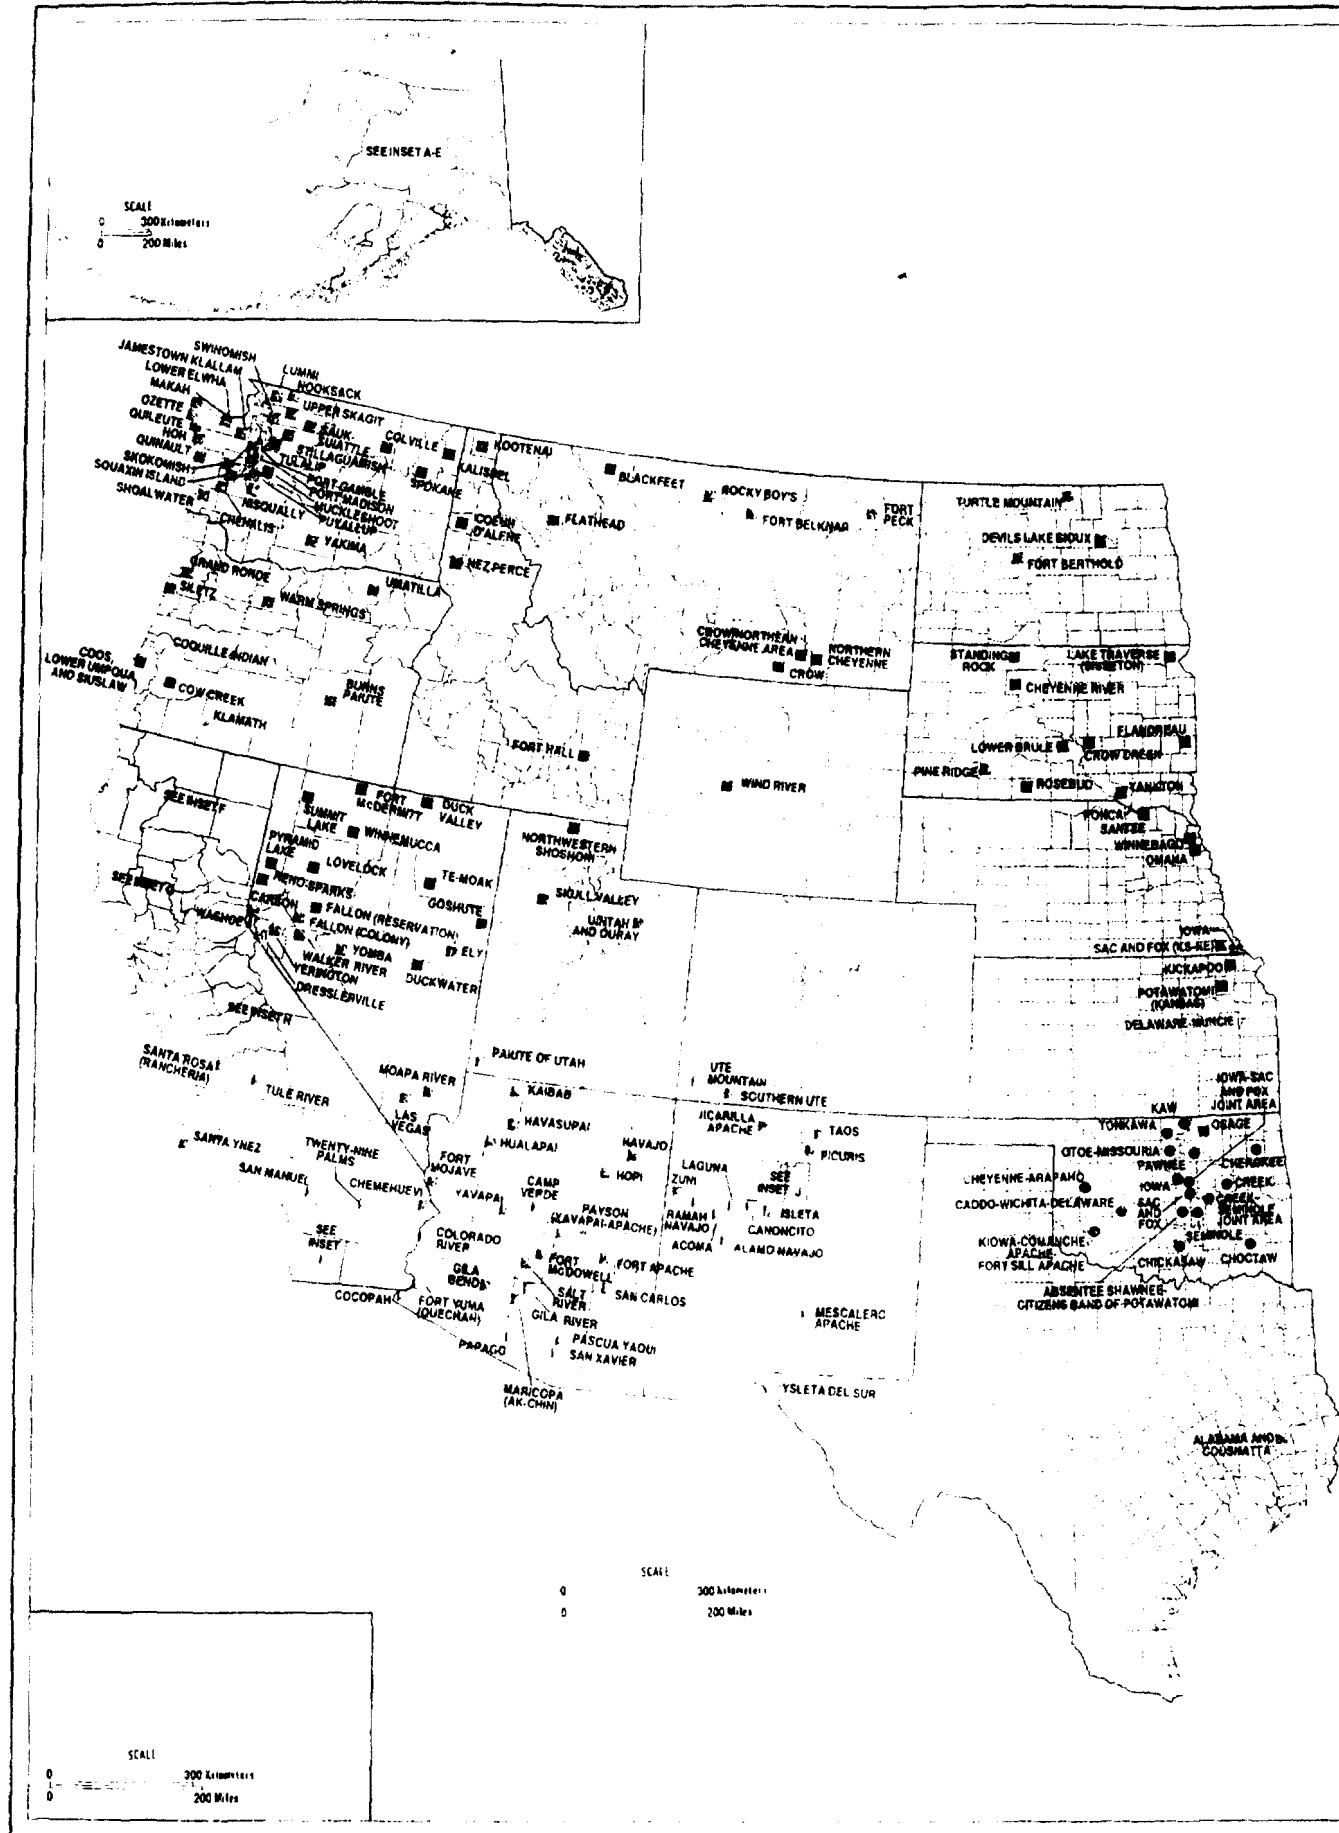 SEE INSET A-E
SCALE
0 300 Kilometers
0 200 Miles
SWINOMISH
JAMESTOWN KLALLAM
LOWER ELWHA
MAKAH
OZETTE
QUILEUTE
HOH
QUINAULT
SKOKOMISH
SQUAXIN ISLAND
SHOALWATER
LUMMI
NOOKSACK
UPPER SKAGIT
SAUK
SUIATTLE
STILLAGUAMISH
TULALIP
PORT GAMBLE
PORT MADISON
MUCKLESHOOT
PUYALLUP
NISQUALLY
CHEHALIS
YAKIMA
COLVILLE
KALISPEL
SPOKANE
KOOTENAI
COEUR
D'ALENE
NEZ PERCE
BLACKFEET
FLATHEAD
ROCKY BOY'S
FORT BELKNAP
FORT
PECK
TURTLE MOUNTAIN
DEVILS LAKE SIOUX
FORT BERTHOLD
GRAND RONDE
SILETZ
WARM SPRINGS
UMATILLA
COQUILLE INDIAN
COOS,
LOWER UMPQUA,
AND SIUSLAW
COW CREEK
KLAMATH
BURNS
PAIUTE
FORT HALL
CROW/NORTHERN
CHEYENNE AREA
NORTHERN
CHEYENNE
CROW
WIND RIVER
STANDING
ROCK
LAKE TRAVERSE
(SISSETON)
CHEYENNE RIVER
FLANDREAU
LOWER BRULE
CROW CREEK
PINE RIDGE
ROSEBUD
YANKTON
PONCA
SANTEE
WINNEBAGO
OMAHA
SEE INSET F
SEE INSET G
SEE INSET H
SUMMIT
LAKE
FORT
McDERMITT
DUCK
VALLEY
WINNEMUCCA
PYRAMID
LAKE
LOVELOCK
RENO-SPARKS
TE-MOAK
GOSHUTE
CARSON
FALLON (RESERVATION)
FALLON (COLONY)
WASHOE
YOMBA
ELY
WALKER RIVER
YERINGTON
DUCKWATER
DRESSLERVILLE
NORTHWESTERN
SHOSHONI
SKULL VALLEY
UINTAH
AND OURAY
IOWA
SAC AND FOX (KS-NE)
KICKAPOO
POTAWATOMI
(KANSAS)
DELAWARE-MUNCIE
SANTA ROSA
(RANCHERIA)
TULE RIVER
MOAPA RIVER
LAS
VEGAS
PAIUTE OF UTAH
KAIBAB
HAVASUPAI
HUALAPAI
UTE
MOUNTAIN
SOUTHERN UTE
JICARILLA
APACHE
TAOS
PICURIS
SANTA YNEZ
TWENTY-NINE
PALMS
SAN MANUEL
CHEMEHUEVI
FORT
MOJAVE
YAVAPAI
CAMP
VERDE
NAVAJO
HOPI
LAGUNA
ZUNI
SEE
INSET J
ISLETA
CANONCITO
RAMAH
NAVAJO
ACOMA
ALAMO NAVAJO
PAYSON
(YAVAPAI-APACHE)
COLORADO
RIVER
GILA
BEND
FORT
McDOWELL
FORT APACHE
SALT
RIVER
SAN CARLOS
GILA RIVER
SEE
INSET
COCOPAH
FORT YUMA
(QUECHAN)
PAPAGO
PASCUA YAQUI
SAN XAVIER
MARICOPA
(AK-CHIN)
MESCALERO
APACHE
YSLETA DEL SUR
IOWA-SAC
AND FOX
JOINT AREA
KAW
TONKAWA
OSAGE
OTOE-MISSOURIA
PAWNEE
CHEROKEE
CHEYENNE-ARAPAHO
IOWA
CREEK
CADDO-WICHITA-DELAWARE
SAC
AND
FOX
CREEK
SEMINOLE
JOINT AREA
SEMINOLE
KIOWA-COMANCHE
APACHE
FORT SILL APACHE
CHICKASAW
CHOCTAW
ABSENTEE SHAWNEE-
CITIZENS BAND OF POTAWATOMI
ALABAMA AND
COUSHATTA
SCALE
0 300 Kilometers
0 200 Miles
SCALE
0 300 Kilometers
0 200 Miles